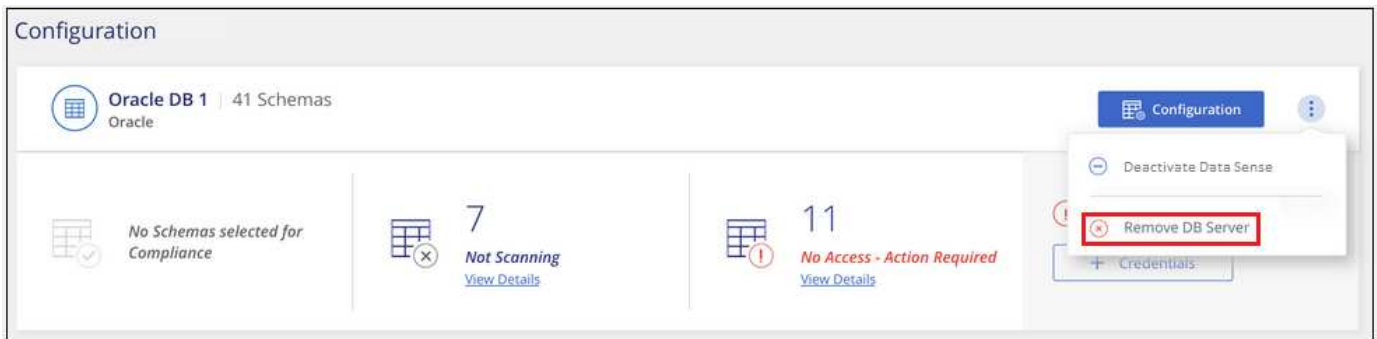 Configuration
Oracle DB 1 | 41 Schemas
Oracle
Configuration
Deactivate Data Sense
Remove DB Server
No Schemas selected for
Compliance
7
Not Scanning
View Details
11
No Access - Action Required
View Details
+ Credentials